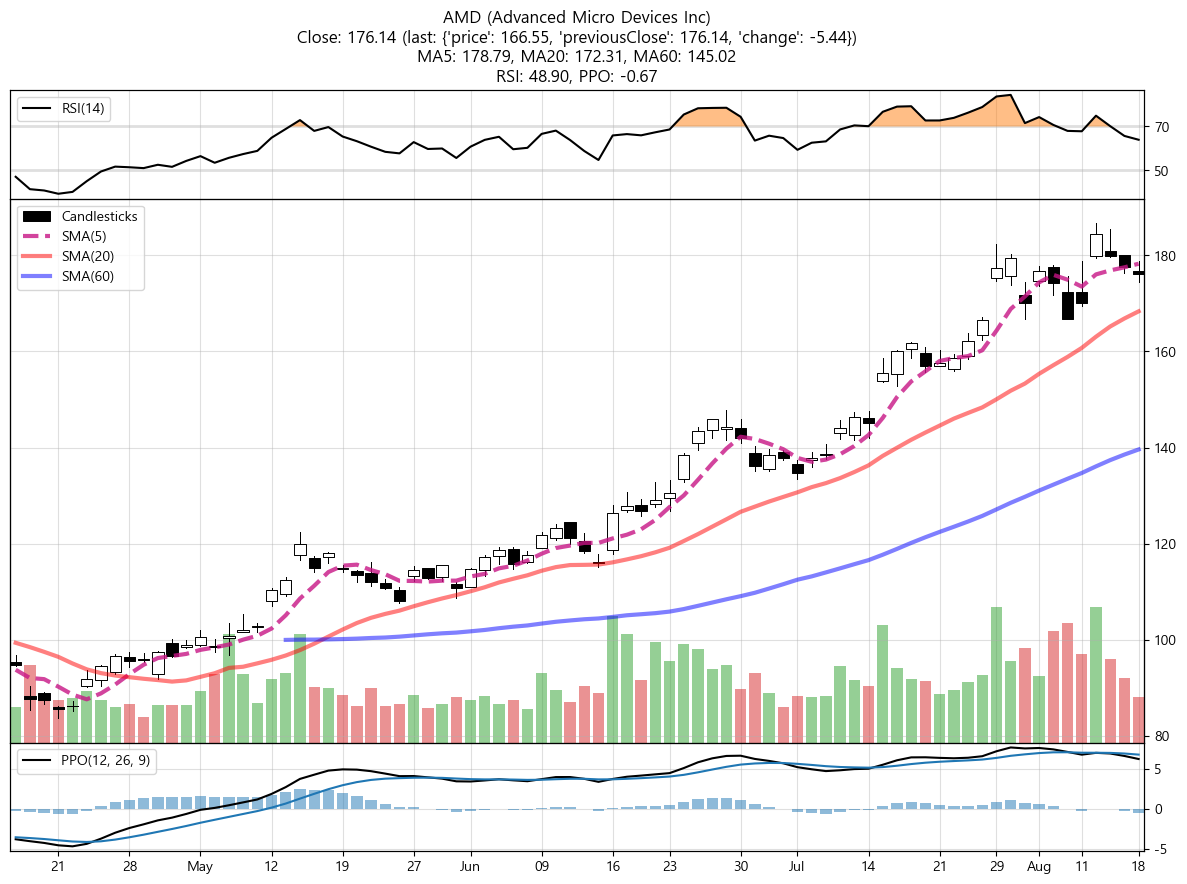 AMD (Advanced Micro Devices Inc)
Close: 176.14 (last: {'price': 166.55, 'previousClose': 176.14, 'change': -5.44})
MA5: 178.79, MA20: 172.31, MA60: 145.02
RSI: 48.90, PPO: -0.67
RSI(14)
70
50
Candlesticks
SMA(5)
SMA(20)
SMA(60)
180
160
140
120
100
80
PPO(12, 26, 9)
5
0
-5
21 28 May 12 19 27 Jun 09 16 23 30 Jul 14 21 29 Aug 11 18